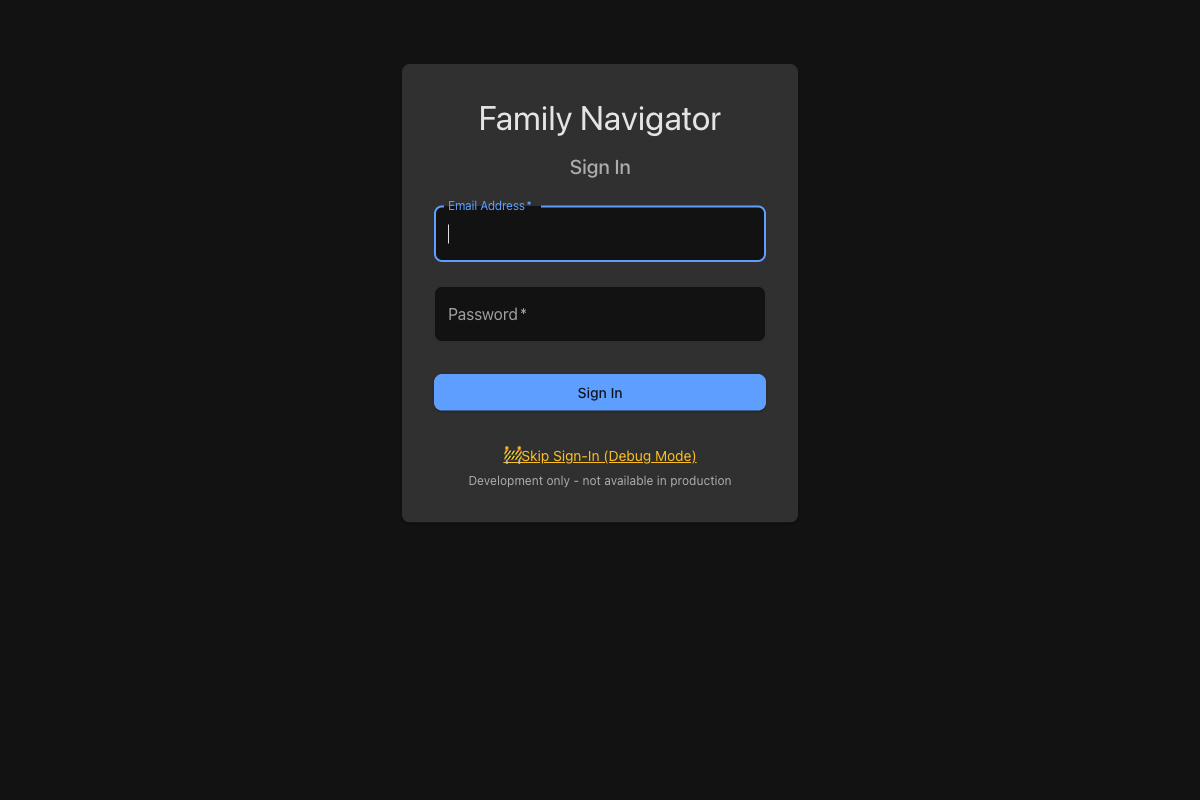 Family Navigator
Sign In
Email Address *
Password *
Sign In
🚧Skip Sign-In (Debug Mode)
Development only - not available in production